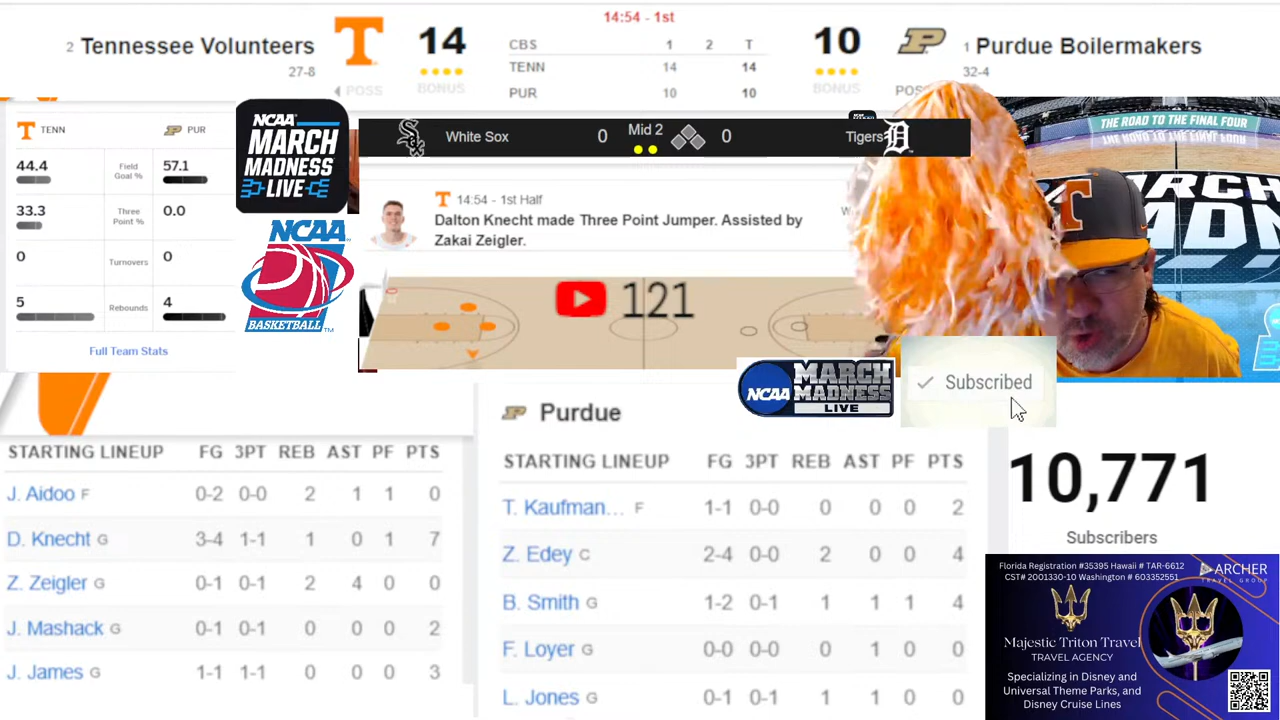 14:54 - 1st
2 Tennessee Volunteers
27-8
T
14
BONUS
POSS
CBS 1 2 T
TENN 14 14
PUR 10 10
10
BONUS
P
1 Purdue Boilermakers
32-4
POS
T TENN
P PUR
44.4 Field Goal % 57.1
33.3 Three Point % 0.0
0 Turnovers 0
5 Rebounds 4
Full Team Stats
NCAA
MARCH
MADNESS
LIVE
NCAA
BASKETBALL™
White Sox 0 Mid 2 0 Tigers
T 14:54 - 1st Half
Dalton Knecht made Three Point Jumper. Assisted by
Zakai Zeigler.
W
121
THE ROAD TO THE FINAL FOUR
T
NCAA
MARCH
MADNESS
LIVE
Subscribed
10,771
Subscribers
STARTING LINEUP FG 3PT REB AST PF PTS
J. Aidoo F 0-2 0-0 2 1 1 0
D. Knecht G 3-4 1-1 1 0 1 7
Z. Zeigler G 0-1 0-1 2 4 0 0
J. Mashack G 0-1 0-1 0 0 0 2
J. James G 1-1 1-1 0 0 0 3
Purdue
STARTING LINEUP FG 3PT REB AST PF PTS
T. Kaufman... F 1-1 0-0 0 0 0 2
Z. Edey C 2-4 0-0 2 0 0 4
B. Smith G 1-2 0-1 1 1 1 4
F. Loyer G 0-0 0-0 0 1 0 0
L. Jones G 0-1 0-1 1 1 0 0
Florida Registration #35395 Hawaii # TAR-6612
CST# 2001330-10 Washington # 603352551
ARCHER
TRAVEL GROUP
Majestic Triton Travel
TRAVEL AGENCY
Specializing in Disney and
Universal Theme Parks, and
Disney Cruise Lines